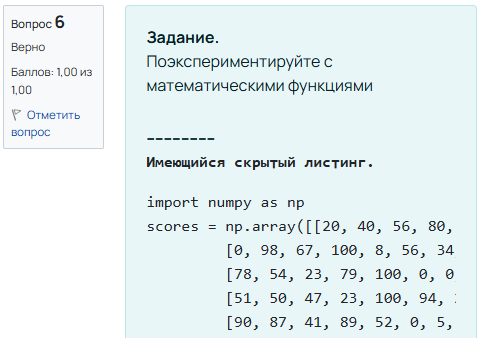 Вопрос 6
Верно
Баллов: 1,00 из
1,00
Отметить
вопрос
Задание.
Поэкспериментируйте с
математическими функциями
--------
Имеющийся скрытый листинг.
import numpy as np
scores = np.array([[20, 40, 56, 80,
[0, 98, 67, 100, 8, 56, 34
[78, 54, 23, 79, 100, 0, 0
[51, 50, 47, 23, 100, 94,
[90, 87, 41, 89, 52, 0, 5,